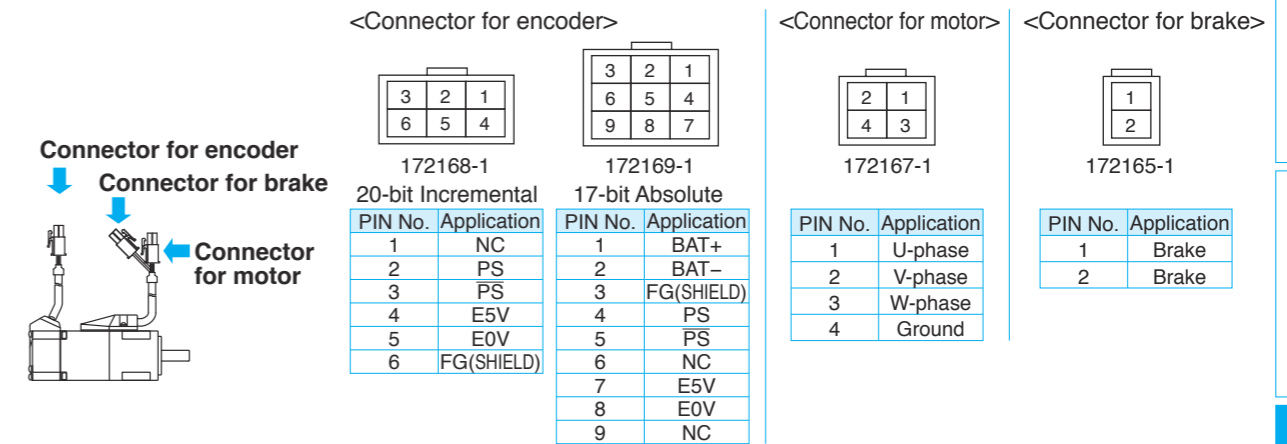 <Connector for encoder>
<Connector for motor>
<Connector for brake>
Connector for encoder
Connector for brake
Connector
for motor
3 2 1
6 5 4
172168-1
20-bit Incremental
PIN No. Application
1 NC
2 PS
3 P̅S̅
4 E5V
5 E0V
6 FG(SHIELD)
3 2 1
6 5 4
9 8 7
172169-1
17-bit Absolute
PIN No. Application
1 BAT+
2 BAT−
3 FG(SHIELD)
4 PS
5 P̅S̅
6 NC
7 E5V
8 E0V
9 NC
2 1
4 3
172167-1
PIN No. Application
1 U-phase
2 V-phase
3 W-phase
4 Ground
1
2
172165-1
PIN No. Application
1 Brake
2 Brake